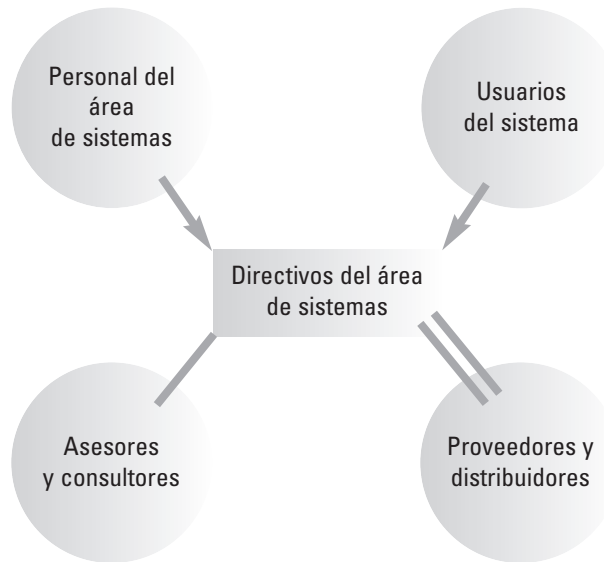 Personal del
área
de sistemas
Usuarios
del sistema
Directivos del área
de sistemas
Asesores
y consultores
Proveedores y
distribuidores